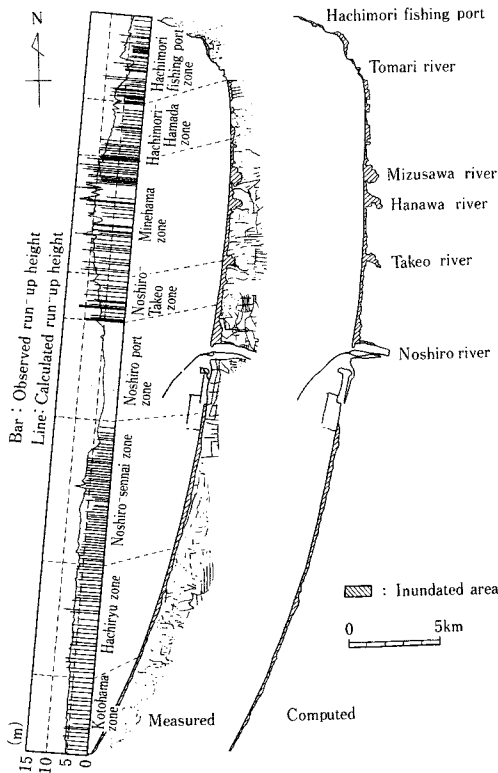 N
Hachimori fishing port
Tomari river
Mizusawa river
Hanawa river
Takeo river
Noshiro river
Hachimori
fishing port
zone
Hachimori-
Hamada
zone
Minehama
zone
Noshiro-
Takeo
zone
Noshiro port
zone
Noshiro-sennai zone
Hachiryu zone
Kotohama
zone
Bar : Observed run-up height
Line: Calculated run-up height
(m)
15
10
5
0
Measured
Computed
: Inundated area
0
5km